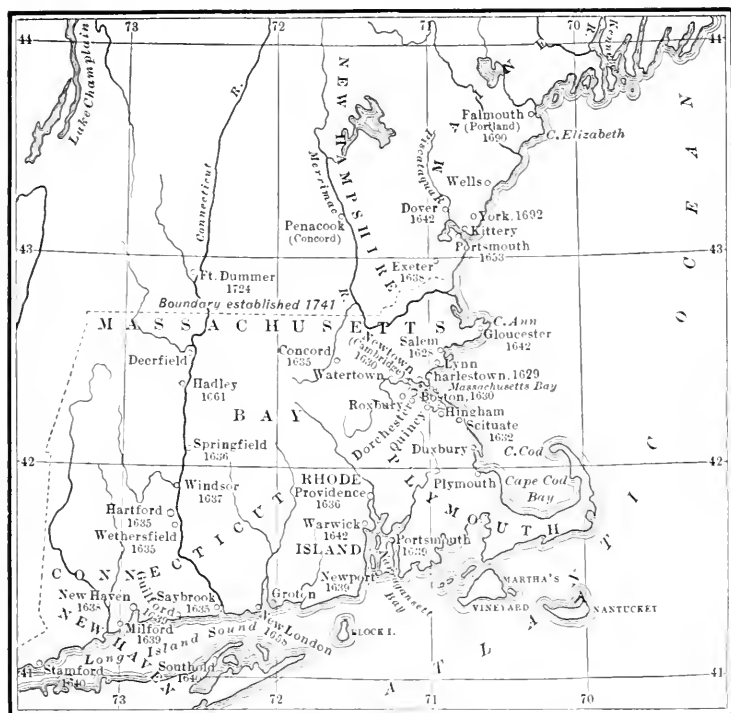 73 72 71 70
44 44
Lake Champlain
R.
NEW HAMPSHIRE
MAINE
Falmouth
(Portland)
1690
C. Elizabeth
Piscataqua R.
Wells
Connecticut
Merrimac
R.
Dover
1642
York, 1692
Kittery
Penacook
(Concord)
Portsmouth
1653
43 43
Ft. Dummer
1724
Exeter
1638
Boundary established 1741
MASSACHUSETTS
BAY
C. Ann
Gloucester
1642
Salem
1628
Newtown
(Cambridge)
1630
Concord
1635
Lynn
Deerfield
Watertown
Charlestown, 1629
Massachusetts Bay
Hadley
1661
Boston, 1630
Roxbury
Dorchester
Quincy
Hingham
Scituate
1632
Springfield
1636
Duxbury
C. Cod
42 42
Windsor
1637
RHODE
ISLAND
Providence
1636
Plymouth
Cape Cod
Bay
PLYMOUTH
Hartford
1635
Wethersfield
1635
Warwick
1642
Portsmouth
1639
CONNECTICUT
Newport
1639
Narragansett
Bay
MARTHA'S
VINEYARD
NANTUCKET
New Haven
1638
Guilford
1639
Saybrook
1635
Groton
New London
1658
Milford
1639
NEW HAVEN
Long Island Sound
BLOCK I.
Southold
1640
Stamford
1640
41 41
ATLANTIC OCEAN
73 72 71 70